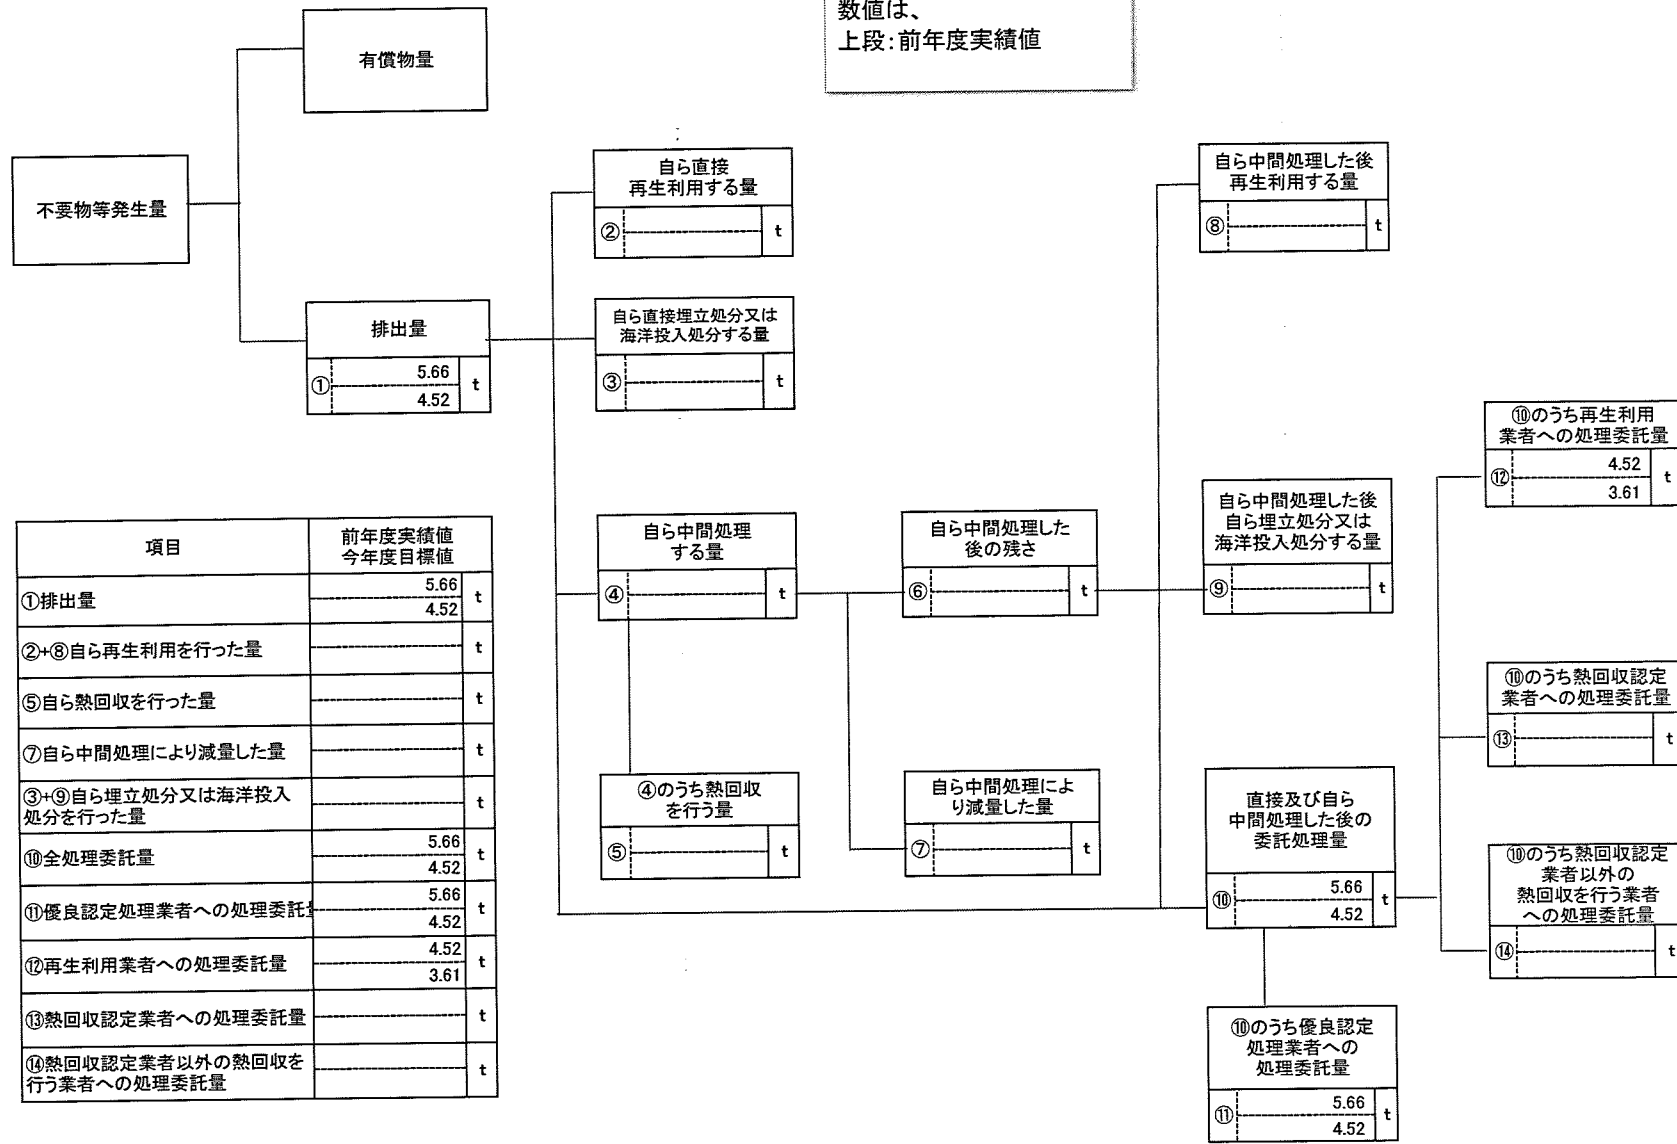 数値は、
上段:前年度実績値
有償物量
不要物等発生量
排出量
① 5.66 t
4.52
自ら直接
再生利用する量
② t
自ら直接埋立処分又は
海洋投入処分する量
③ t
自ら中間処理
する量
④ t
④のうち熱回収
を行う量
⑤ t
自ら中間処理した
後の残さ
⑥ t
自ら中間処理によ
り減量した量
⑦ t
自ら中間処理した後
再生利用する量
⑧ t
自ら中間処理した後
自ら埋立処分又は
海洋投入処分する量
⑨ t
直接及び自ら
中間処理した後の
委託処理量
⑩ 5.66 t
4.52
⑩のうち優良認定
処理業者への
処理委託量
⑪ 5.66 t
4.52
⑩のうち再生利用
業者への処理委託量
⑫ 4.52 t
3.61
⑩のうち熱回収認定
業者への処理委託量
⑬ t
⑩のうち熱回収認定
業者以外の
熱回収を行う業者
への処理委託量
⑭ t
項目 前年度実績値
今年度目標値
①排出量 5.66 t
4.52
②+⑧自ら再生利用を行った量 t
⑤自ら熱回収を行った量 t
⑦自ら中間処理により減量した量 t
③+⑨自ら埋立処分又は海洋投入
処分を行った量 t
⑩全処理委託量 5.66 t
4.52
⑪優良認定処理業者への処理委託 5.66 t
4.52
⑫再生利用業者への処理委託量 4.52 t
3.61
⑬熱回収認定業者への処理委託量 t
⑭熱回収認定業者以外の熱回収を
行う業者への処理委託量 t